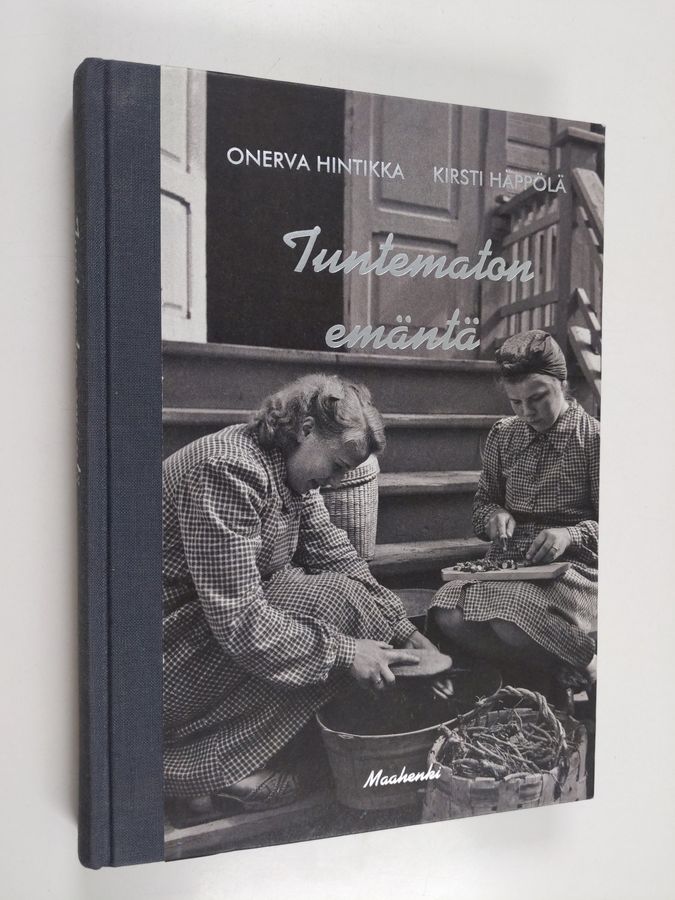 ONERVA HINTIKKA KIRSTI HÄPPÖLÄ
Tuntematon
emäntä
Maahenki